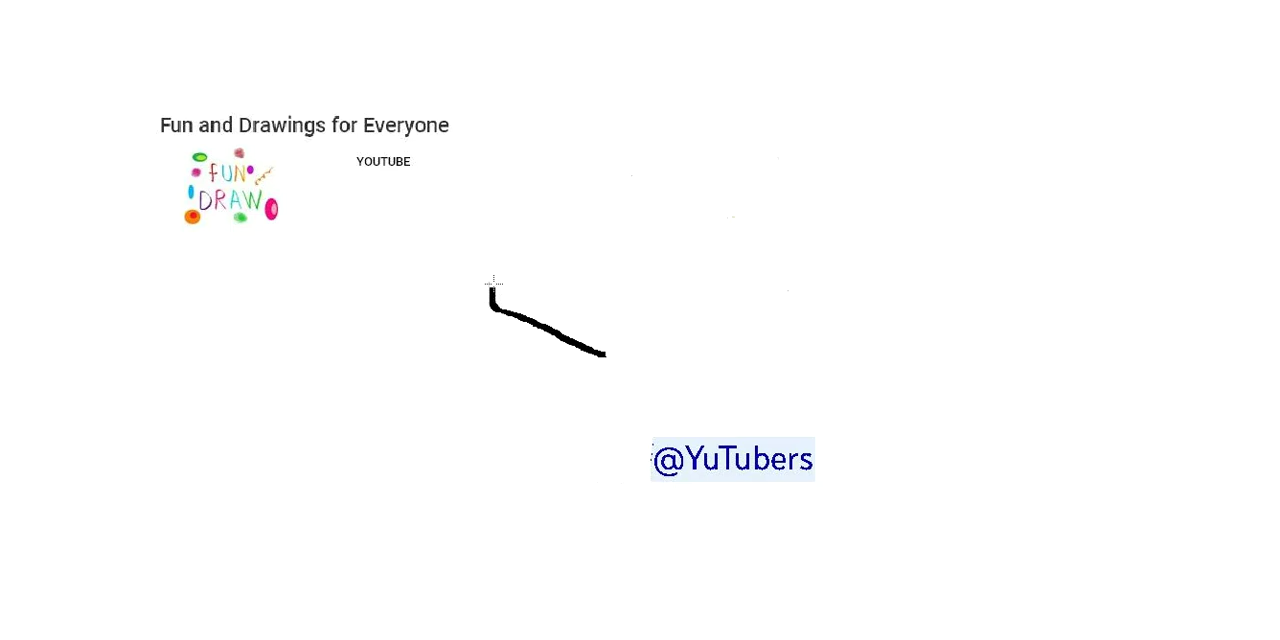 Fun and Drawings for Everyone
YOUTUBE
fUN
DRAW
@YuTubers